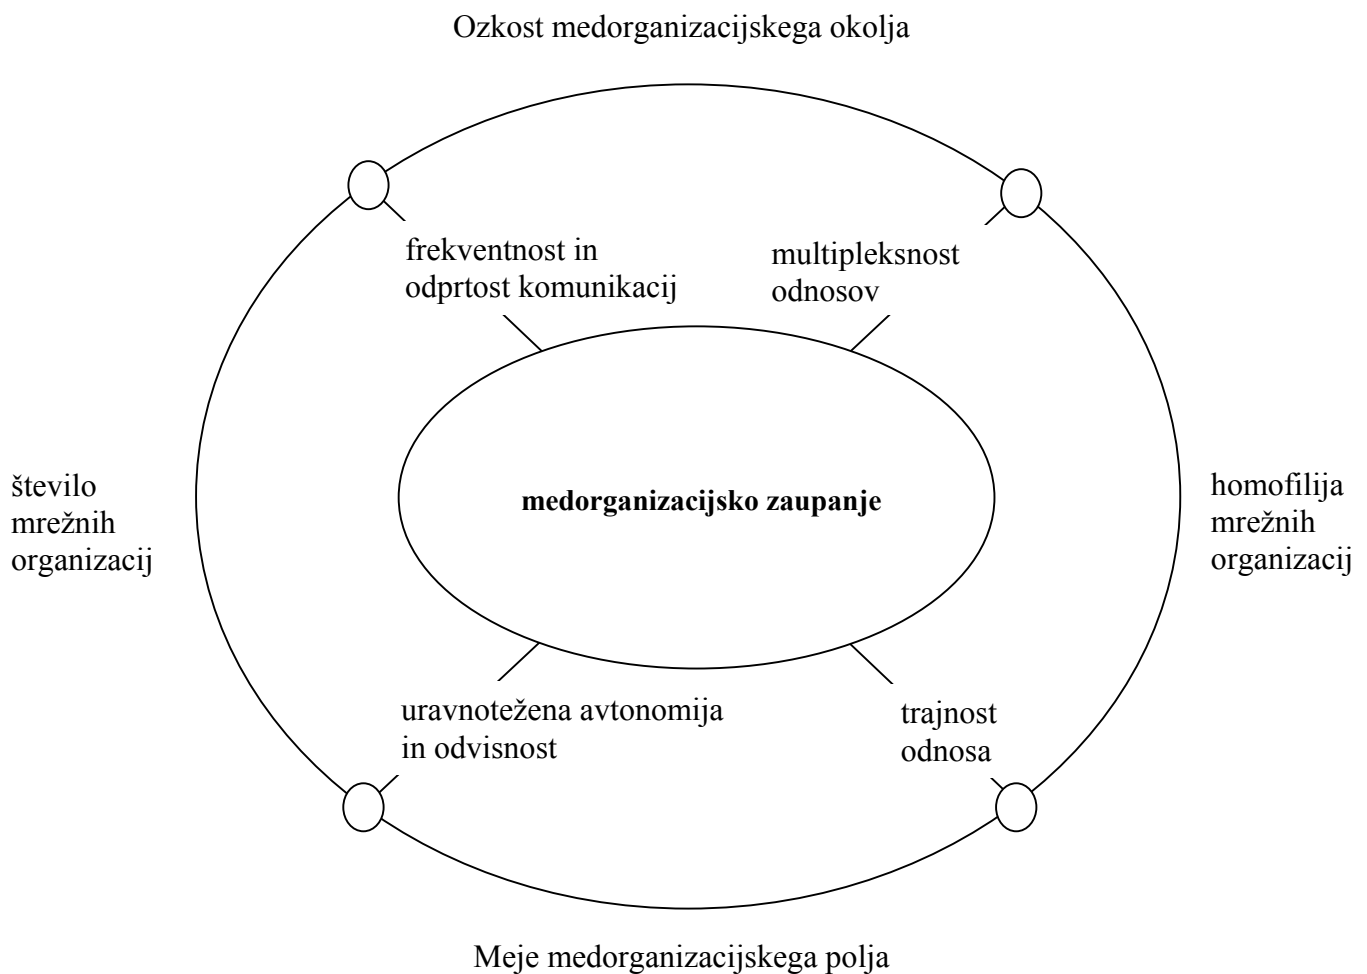 Ozkost medorganizacijskega okolja
frekventnost in
odprtost komunikacij
multipleksnost
odnosov
število
mrežnih
organizacij
medorganizacijsko zaupanje
homofilija
mrežnih
organizacij
uravnotežena avtonomija
in odvisnost
trajnost
odnosa
Meje medorganizacijskega polja